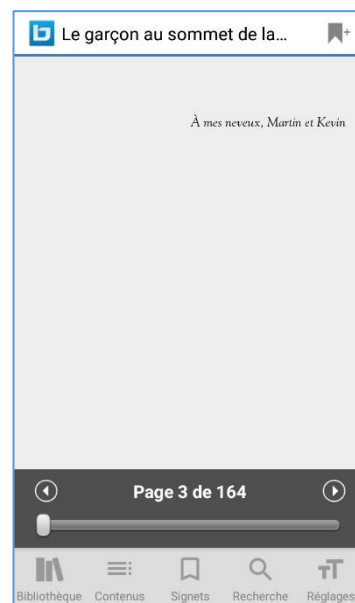 Le garçon au sommet de la...
À mes neveux, Martin et Kevin
Page 3 de 164
Bibliothèque Contenus Signets Recherche Réglages